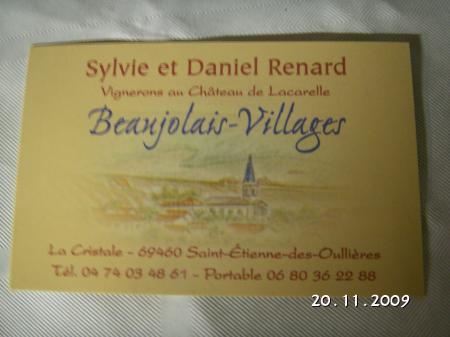 Sylvie et Daniel Renard
Vignerons au Château de Lacarelle
Beaujolais-Villages
La Cristale - 69460 Saint-Étienne-des-Oullières
Tél. 04 74 03 48 61 - Portable 06 80 36 22 88
20.11.2009